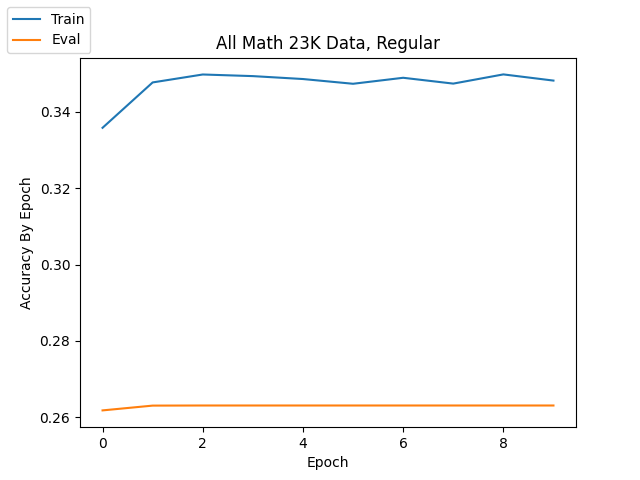 Train
Eval
All Math 23K Data, Regular
Accuracy By Epoch
0.34
0.32
0.30
0.28
0.26
0 2 4 6 8
Epoch